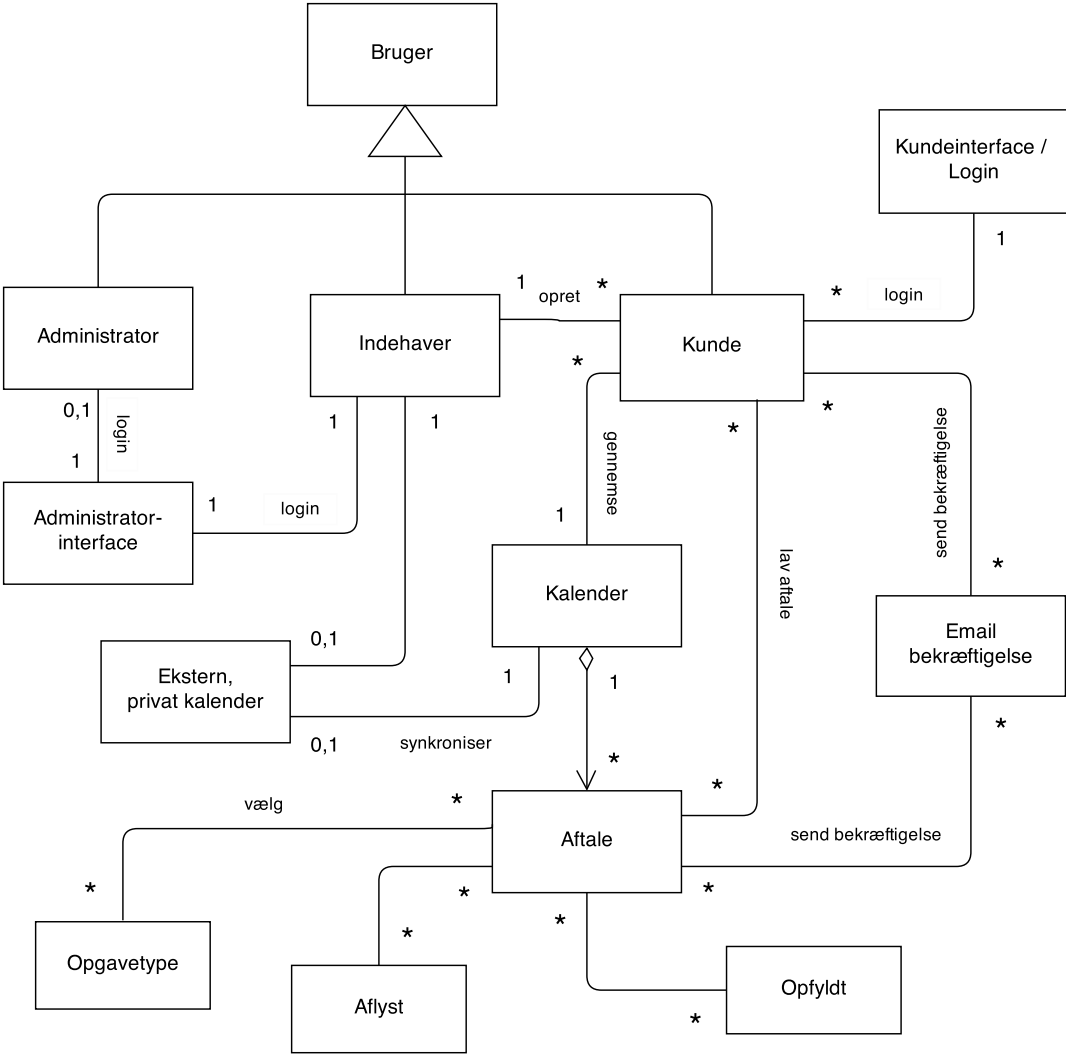 Bruger
Kundeinterface /
Login
1
1
opret
*
*
login
Administrator
Indehaver
Kunde
*
0,1
login
1
1
1
*
*
gennemse
send bekræftigelse
1
login
1
Administrator-
interface
lav aftale
*
Kalender
Email
bekræftigelse
0,1
Ekstern,
privat kalender
1
1
*
0,1
synkroniser
*
*
vælg
*
Aftale
send bekræftigelse
*
*
*
*
*
Opgavetype
Aflyst
Opfyldt
*